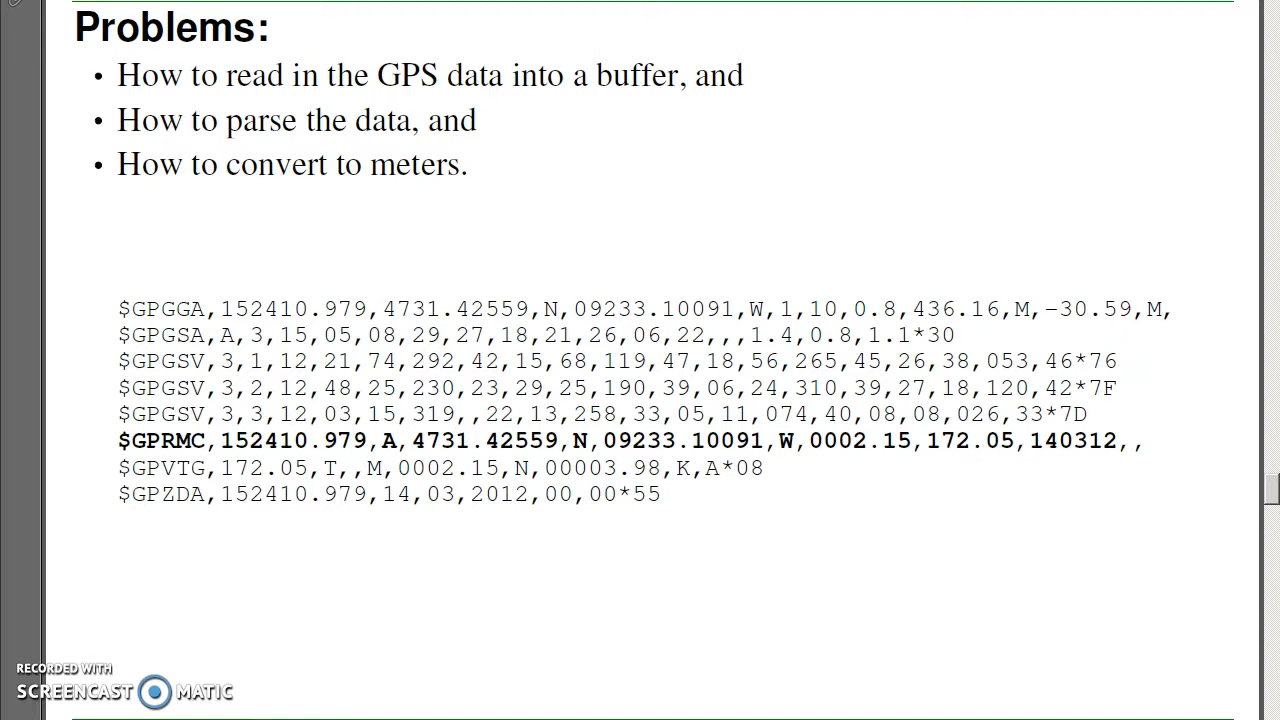 Problems:
• How to read in the GPS data into a buffer, and
• How to parse the data, and
• How to convert to meters.
$GPGGA,152410.979,4731.42559,N,09233.10091,W,1,10,0.8,436.16,M,-30.59,M,
$GPGSA,A,3,15,05,08,29,27,18,21,26,06,22,,,1.4,0.8,1.1*30
$GPGSV,3,1,12,21,74,292,42,15,68,119,47,18,56,265,45,26,38,053,46*76
$GPGSV,3,2,12,48,25,230,23,29,25,190,39,06,24,310,39,27,18,120,42*7F
$GPGSV,3,3,12,03,15,319,,22,13,258,33,05,11,074,40,08,08,026,33*7D
$GPRMC,152410.979,A,4731.42559,N,09233.10091,W,0002.15,172.05,140312,,
$GPVTG,172.05,T,,M,0002.15,N,00003.98,K,A*08
$GPZDA,152410.979,14,03,2012,00,00*55
RECORDED WITH
SCREENCAST MATIC